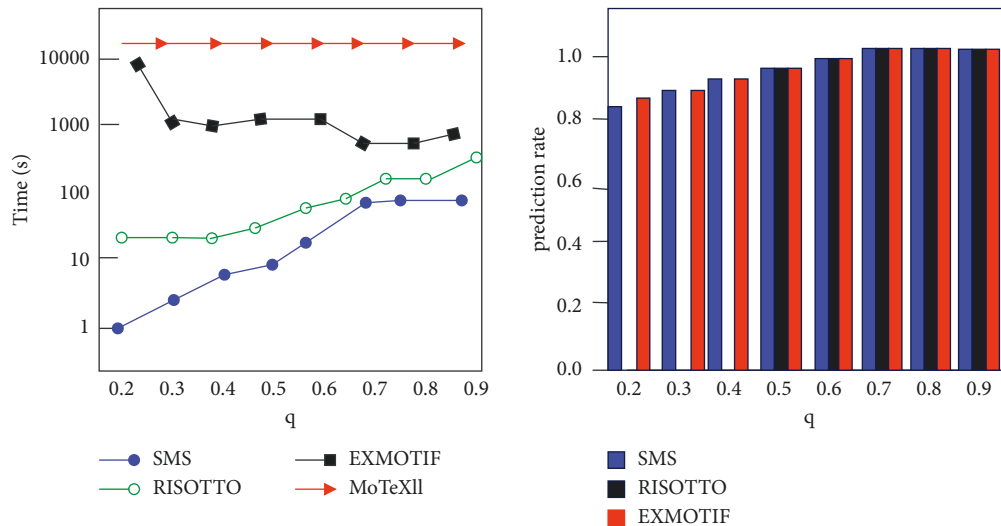 10000
1000
100
10
1
Time (s)
0.2 0.3 0.4 0.5 0.6 0.7 0.8 0.9
q
SMS
EXMOTIF
RISOTTO
MoTeXll
1.0
0.8
0.6
0.4
0.2
0.0
prediction rate
0.2 0.3 0.4 0.5 0.6 0.7 0.8 0.9
q
SMS
RISOTTO
EXMOTIF